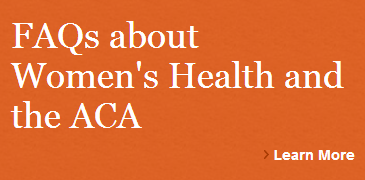 FAQs about
Women's Health and
the ACA
› Learn More